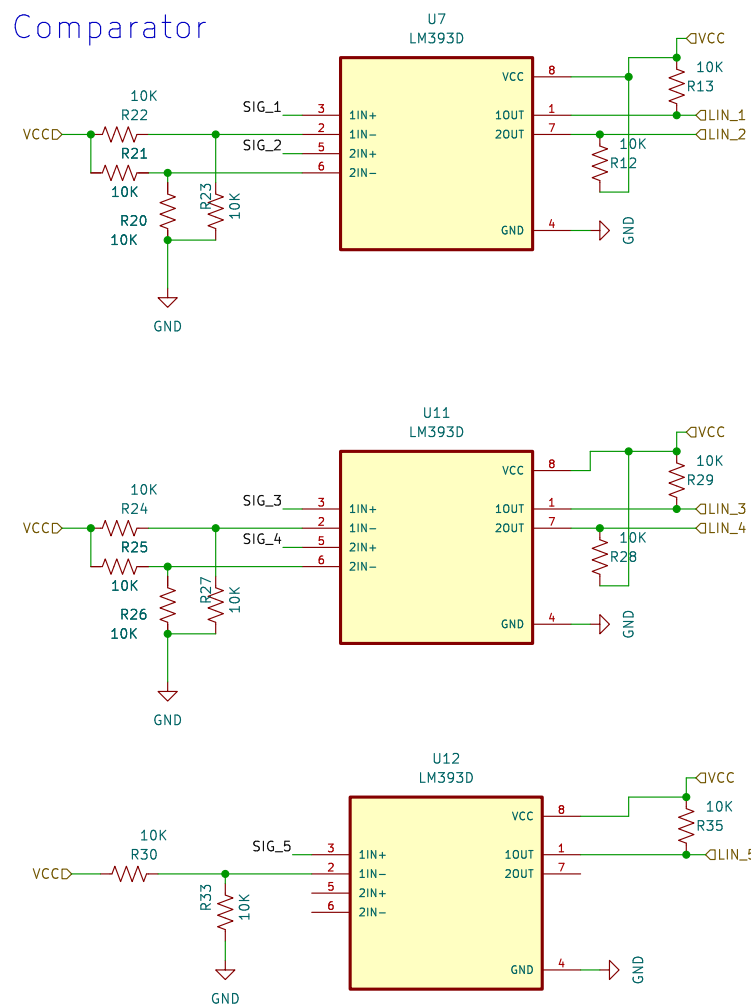 Comparator
U7
LM393D
VCC
10K
R13
VCC 8
SIG_1 3 1IN+ 1OUT 1 LIN_1
10K
R22
VCC 2 1IN- 2OUT 7 LIN_2
SIG_2 5 2IN+
R21
10K
6 2IN-
10K
R12
R23
10K
R20
10K
GND 4 GND
GND
U11
LM393D
VCC
10K
R29
VCC 8
SIG_3 3 1IN+ 1OUT 1 LIN_3
10K
R24
VCC 2 1IN- 2OUT 7 LIN_4
SIG_4 5 2IN+
R25
10K
6 2IN-
10K
R28
R27
10K
R26
10K
GND 4 GND
GND
U12
LM393D
VCC
10K
R35
VCC 8
SIG_5 3 1IN+ 1OUT 1 LIN_5
10K
R30
VCC 2 1IN- 2OUT 7
5 2IN+
6 2IN-
R33
10K
GND 4 GND
GND